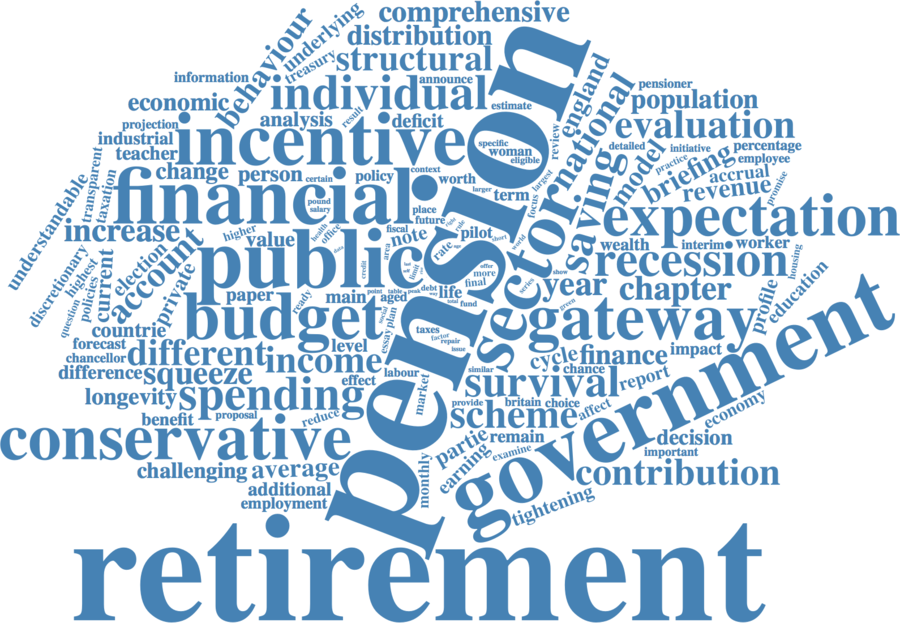 comprehensive
underlying
distribution
behaviour
treasury
structural
information
individual
announce
economic
estimate
england
pensioner
population
analysis
result
deficit
national
projection
incentive
pension
review
evaluation
industrial
specific
woman
eligible
detailed
initiative
percentage
teacher
context
model
practice
employee
change
person
certain
policy
worth
larger
term
largest
briefing
accrual
revenue
promise
understandable
transparent
taxation
financial
pound
salary
place
future
focus
saving
expectation
increase
higher
value
health
office
fiscal
note
rate
role
pilot
short
world
sector
wealth
interim
worker
discretionary
highest
policies
question
current
election
account
private
public
data
area
credit
limit
offer
more
final
series
show
recession
housing
education
profile
paper
ready
main
point
aged
table
peak
debt
life
total
fund
year
green
chapter
countrie
budget
social
essay
plan
taxes
factor
repair
issue
gateway
forecast
chancellor
different
level
income
cycle
finance
impact
chance
difference
squeeze
effect
labour
market
similar
survival
report
government
longevity
spending
reduce
provide
britain
choice
affect
economy
benefit
proposal
scheme
conservative
partie
remain
examine
decision
important
challenging
average
monthly
earning
contribution
additional
employment
tightening
retirement